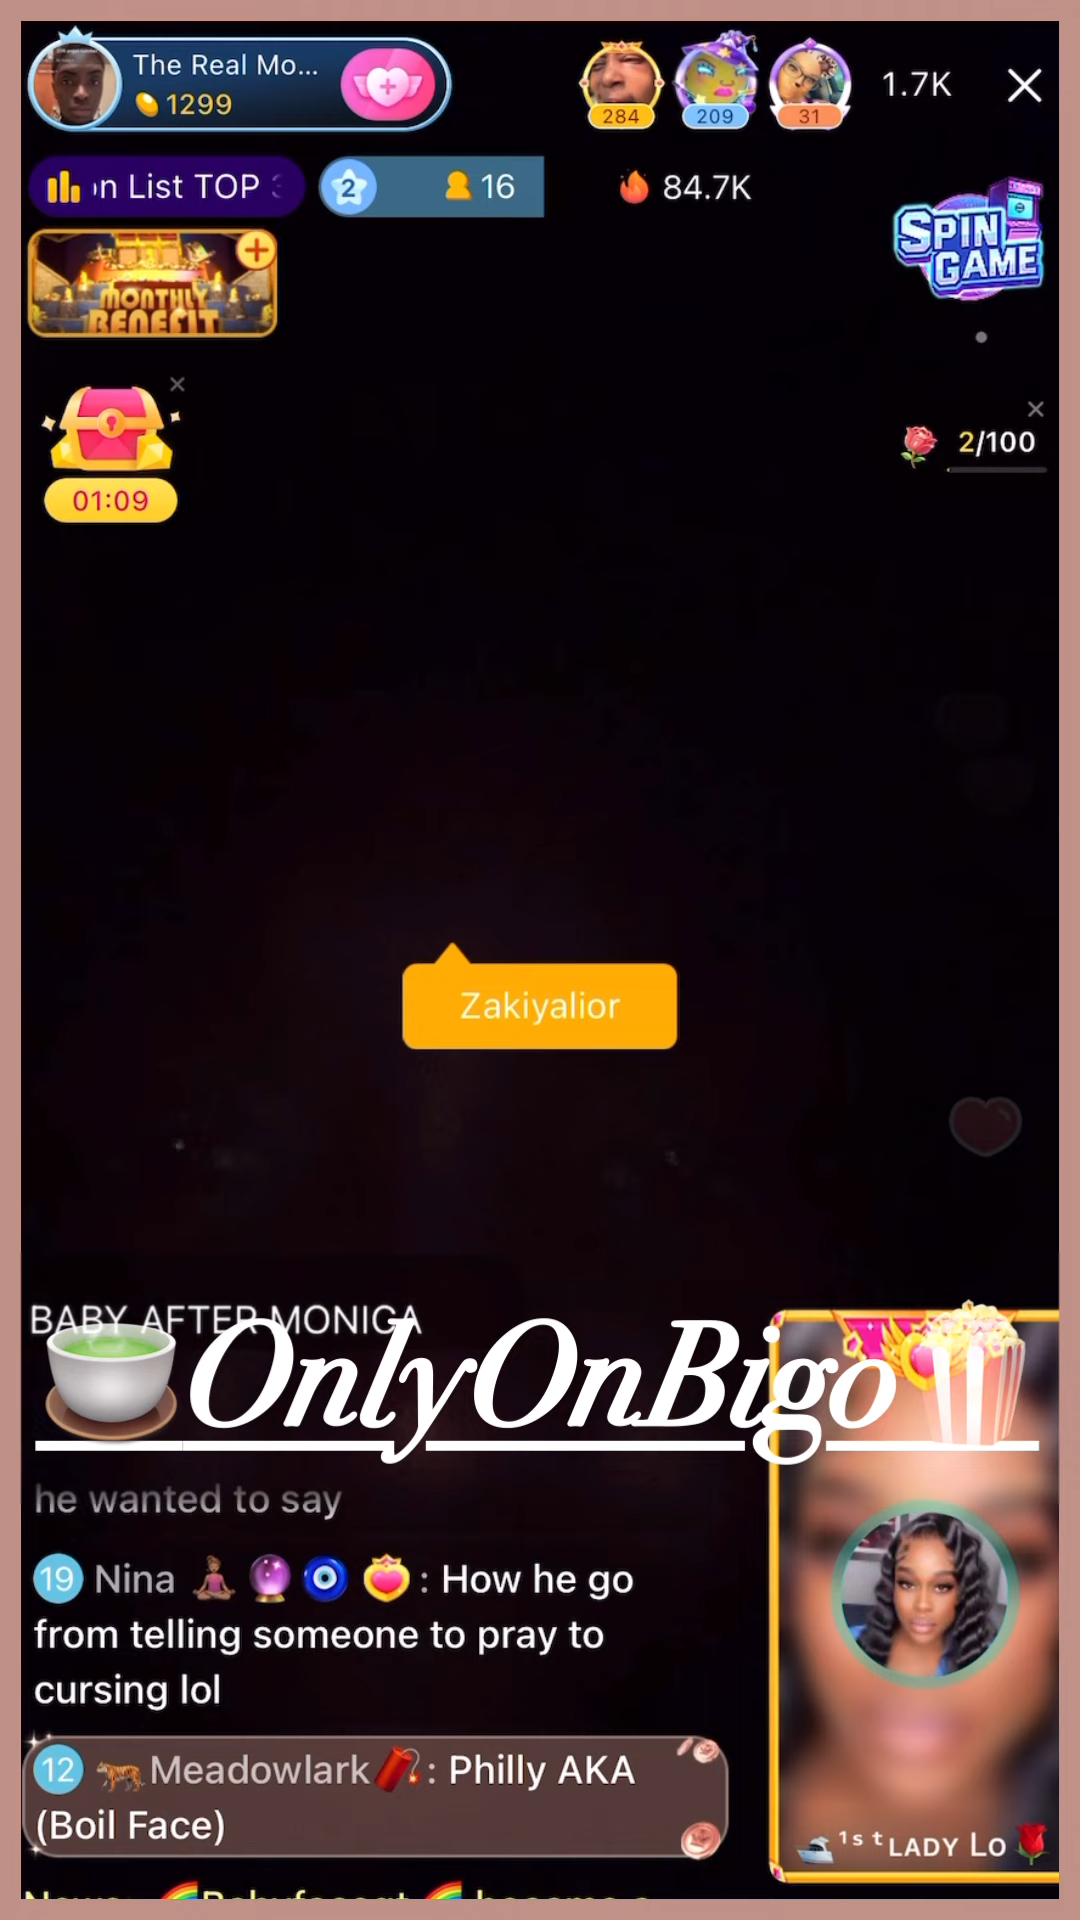 The Real Mo...
1299
284
209
31
1.7K
n List TOP
2
16
84.7K
SPIN
GAME
MONTHLY
BENEFIT
01:09
2/100
Zakiyalior
BABY AFTER MONICA
OnlyOnBigo
he wanted to say
19 Nina : How he go
from telling someone to pray to
cursing lol
12 Meadowlark : Philly AKA
(Boil Face)
1st LADY Lo